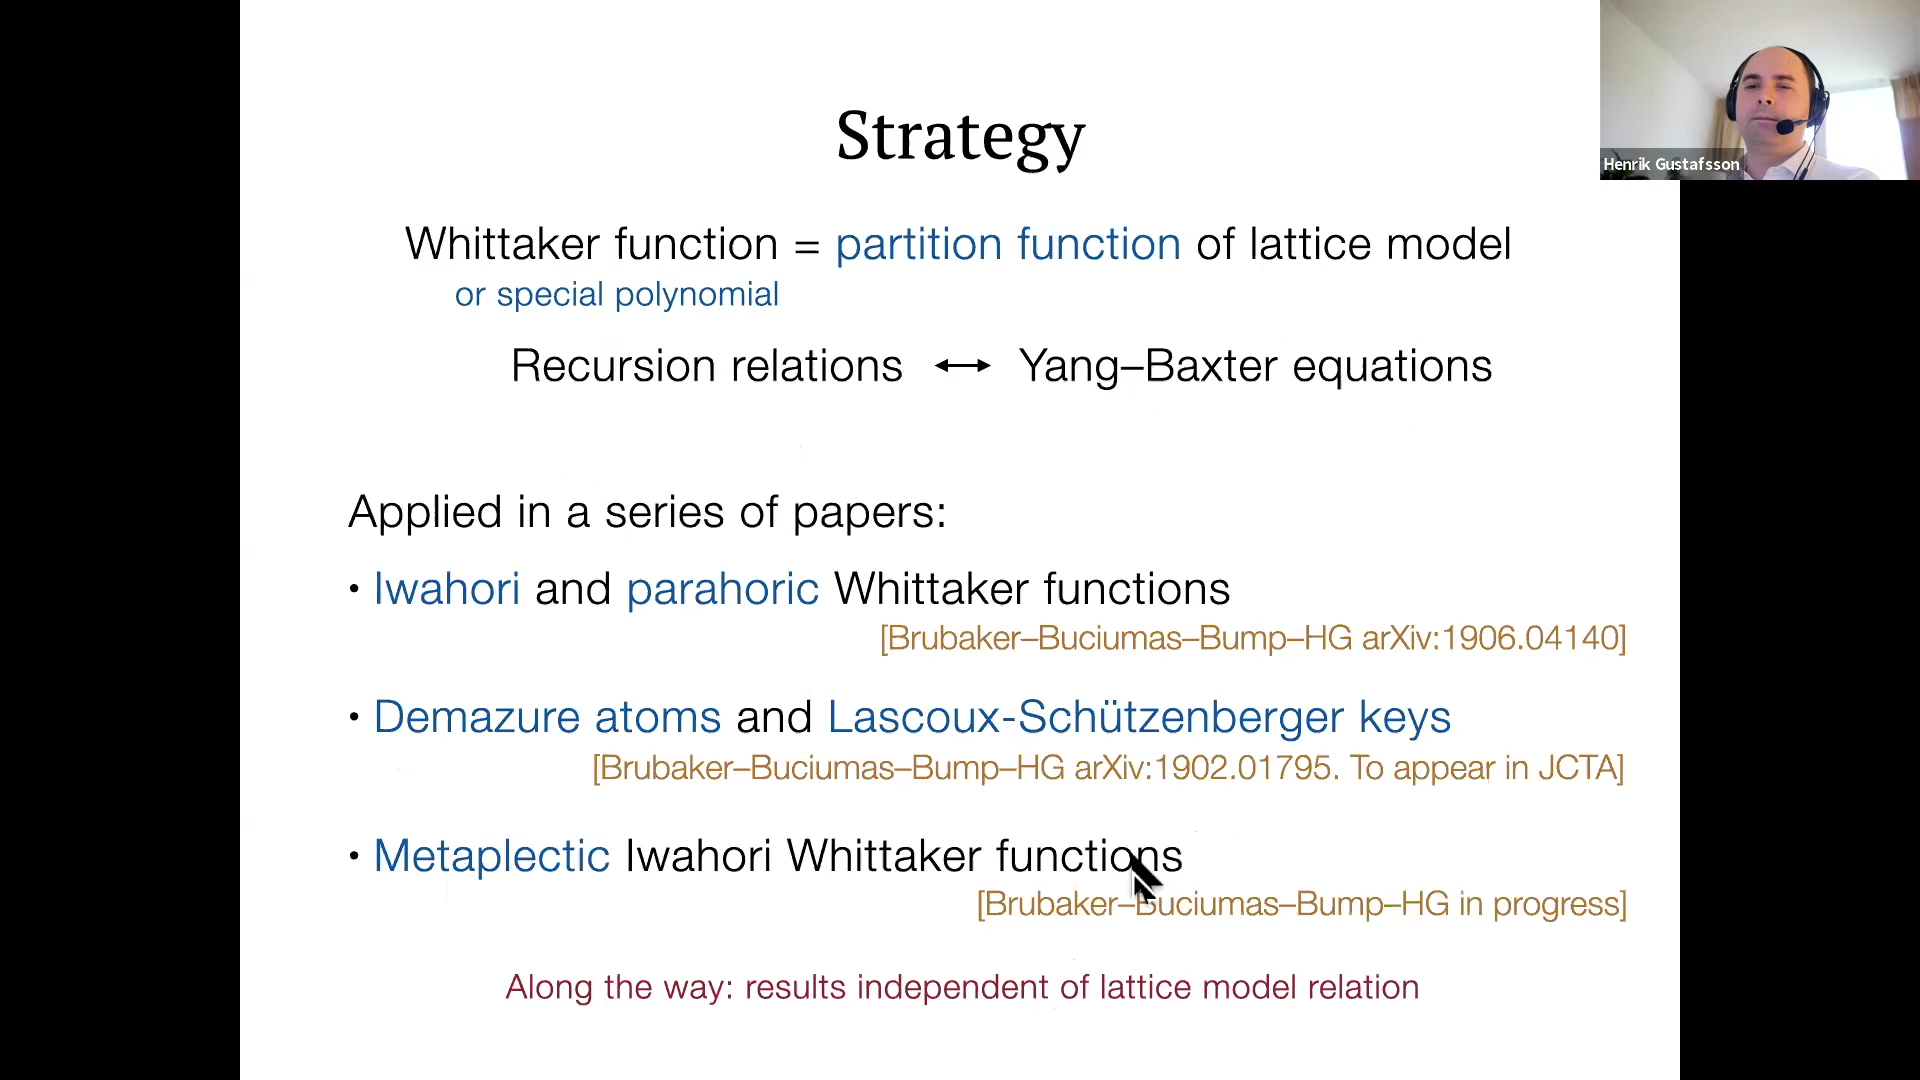 Strategy
Henrik Gustafsson
Whittaker function = partition function of lattice model
or special polynomial
Recursion relations ⟷ Yang–Baxter equations
Applied in a series of papers:
• Iwahori and parahoric Whittaker functions
[Brubaker–Buciumas–Bump–HG arXiv:1906.04140]
• Demazure atoms and Lascoux-Schützenberger keys
[Brubaker–Buciumas–Bump–HG arXiv:1902.01795. To appear in JCTA]
• Metaplectic Iwahori Whittaker functions
[Brubaker–Buciumas–Bump–HG in progress]
Along the way: results independent of lattice model relation